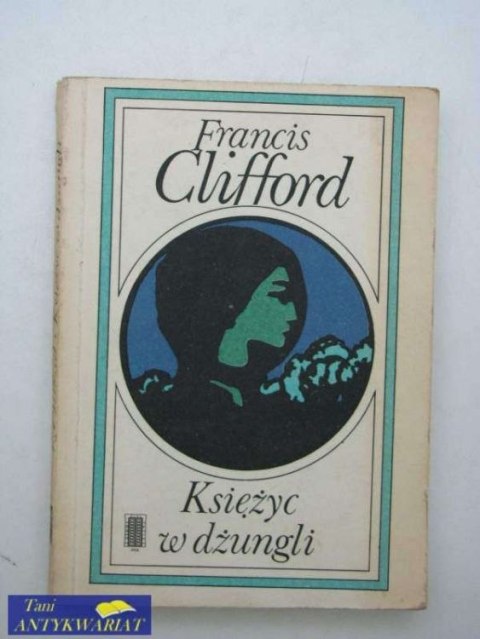 Francis
Clifford
Księżyc
w dżungli
Tani
ANTYKWARIAT